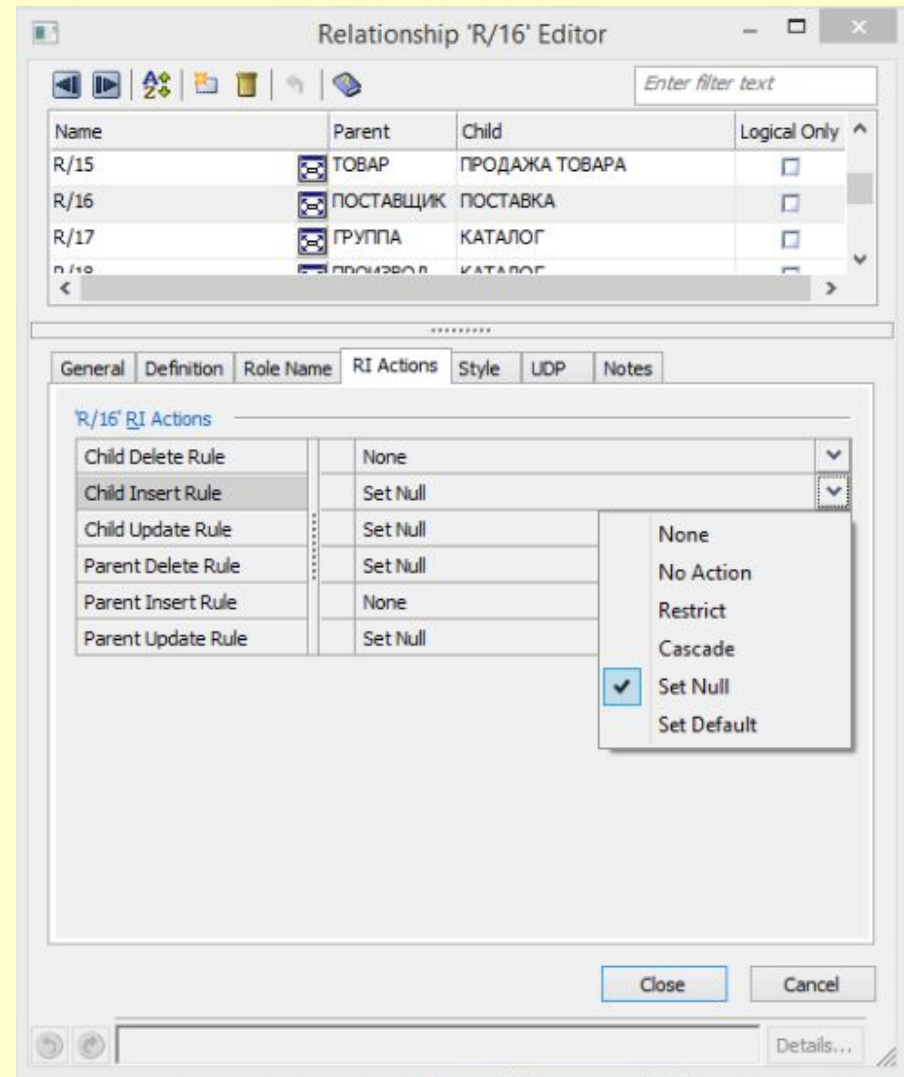 Relationship 'R/16' Editor
Enter filter text
Name Parent Child Logical Only
R/15 ТОВАР ПРОДАЖА ТОВАРА
R/16 ПОСТАВЩИК ПОСТАВКА
R/17 ГРУППА КАТАЛОГ
R/18 ПРОИЗВОД КАТАЛОГ
General Definition Role Name RI Actions Style UDP Notes
'R/16' RI Actions
Child Delete Rule None
Child Insert Rule Set Null
Child Update Rule Set Null
Parent Delete Rule Set Null
Parent Insert Rule None
Parent Update Rule Set Null
None
No Action
Restrict
Cascade
Set Null
Set Default
Close Cancel
Details...